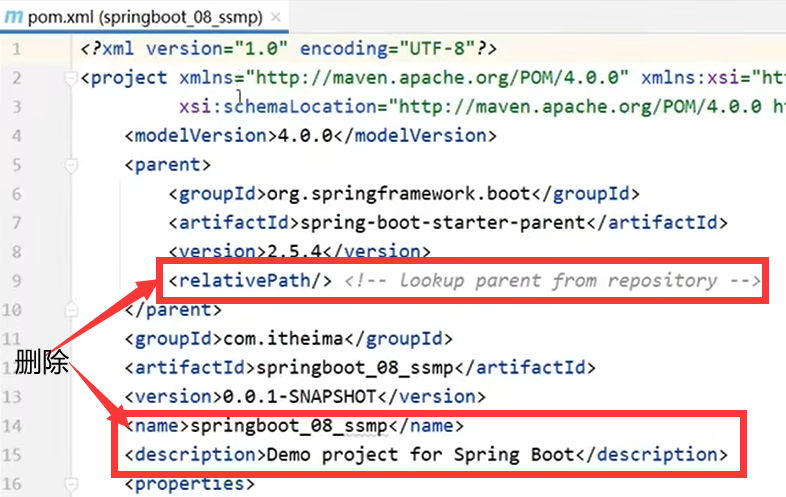 pom.xml (springboot_08_ssmp)
1 <?xml version="1.0" encoding="UTF-8"?>
2 <project xmlns="http://maven.apache.org/POM/4.0.0" xmlns:xsi="ht
3 xsi:schemaLocation="http://maven.apache.org/POM/4.0.0 h
4 <modelVersion>4.0.0</modelVersion>
5 <parent>
6 <groupId>org.springframework.boot</groupId>
7 <artifactId>spring-boot-starter-parent</artifactId>
8 <version>2.5.4</version>
9 <relativePath/> <!-- lookup parent from repository -->
10 </parent>
11 <groupId>com.itheima</groupId>
删除
<artifactId>springboot_08_ssmp</artifactId>
13 <version>0.0.1-SNAPSHOT</version>
14 <name>springboot_08_ssmp</name>
15 <description>Demo project for Spring Boot</description>
16 <properties>